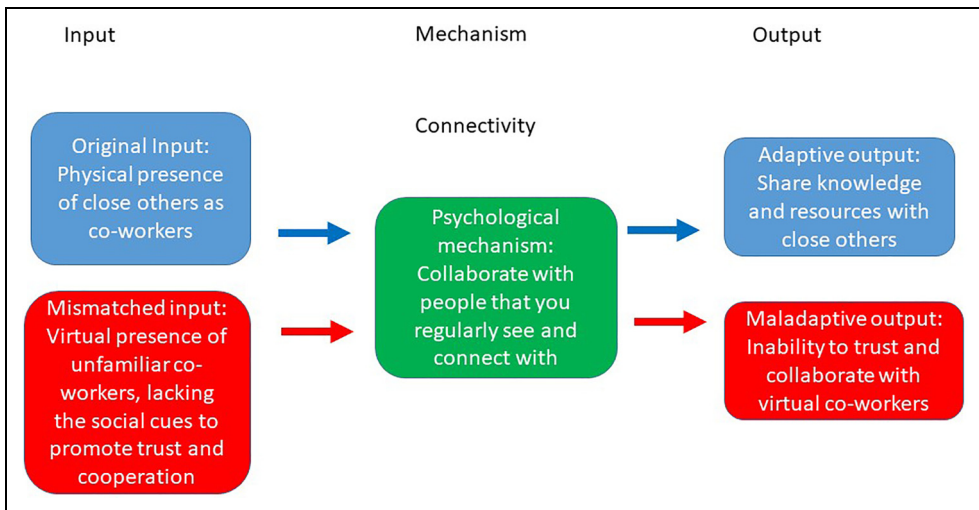 Input
Mechanism
Output
Connectivity
Original Input:
Physical presence
of close others as
co-workers
Mismatched input:
Virtual presence of
unfamiliar co-
workers, lacking
the social cues to
promote trust and
cooperation
Psychological
mechanism:
Collaborate with
people that you
regularly see and
connect with
Adaptive output:
Share knowledge
and resources with
close others
Maladaptive output:
Inability to trust and
collaborate with
virtual co-workers